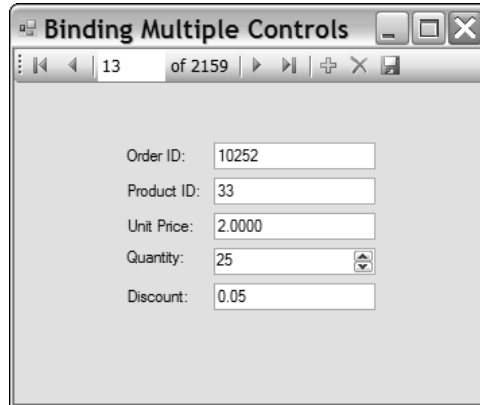 Binding Multiple Controls
13 of 2159
Order ID: 10252
Product ID: 33
Unit Price: 2.0000
Quantity: 25
Discount: 0.05